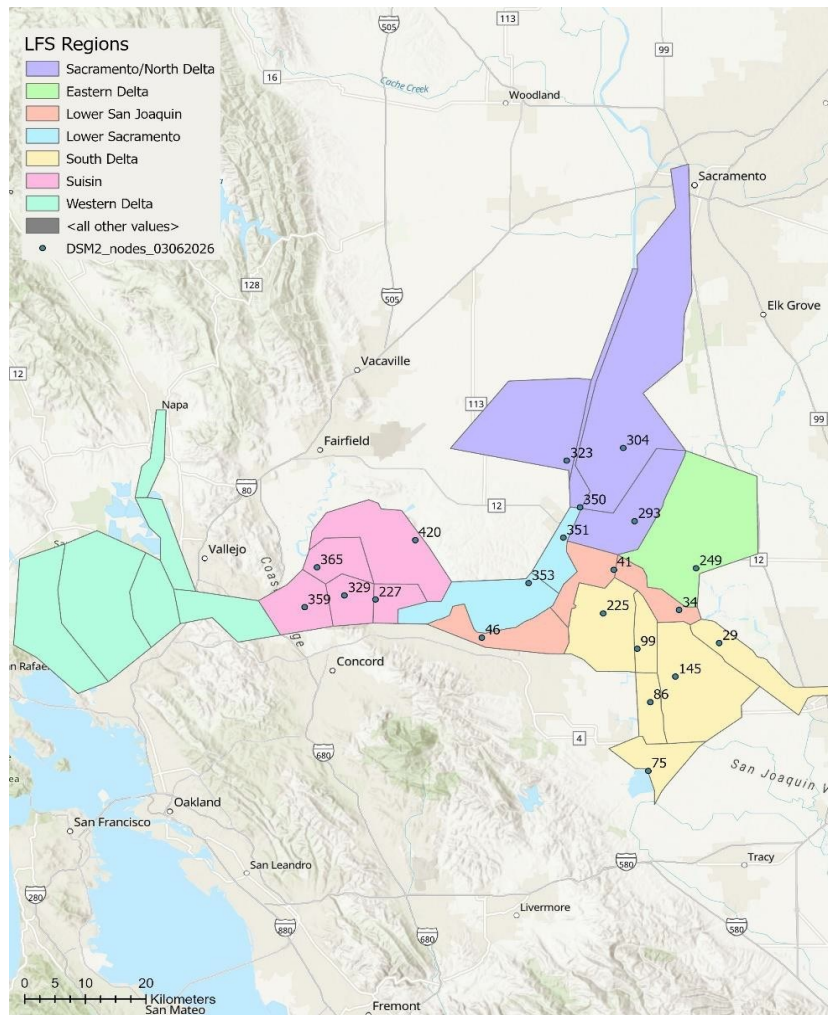 LFS Regions
Sacramento/North Delta
Eastern Delta
Lower San Joaquin
Lower Sacramento
South Delta
Suisin
Western Delta
<all other values>
DSM2_nodes_03062026
505
113
99
16
Cache Creek
Woodland
Sacramento
128
505
Elk Grove
Vacaville
12
113
Napa
99
Fairfield
80
12
323
304
350
293
351
420
Vallejo
365
353
41
249
12
359
329
227
225
34
46
99
29
an Rafael
Concord
145
86
4
75
680
San Joaquin V
Oakland
San Francisco
580
Tracy
San Leandro
280
Livermore
580
880
680
0 5 10 20
Kilometers
San Mateo
Fremont